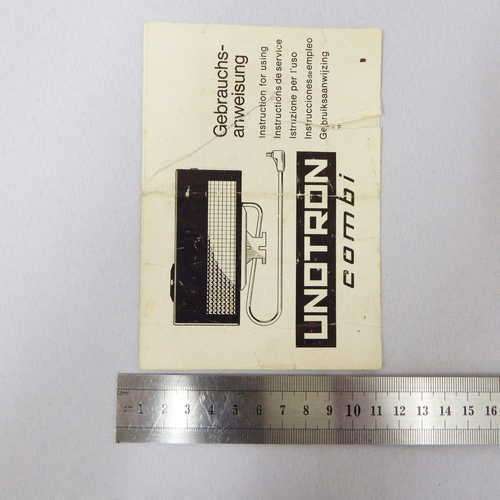 Gebrauchs-
anweisung
Instruction for using
Instructions de service
Istruzione per l'uso
Instrucciones de empleo
Gebruiksaanwijzing
UNOTRON
combi
1 2 3 4 5 6 7 8 9 10 11 12 13 14 15 16